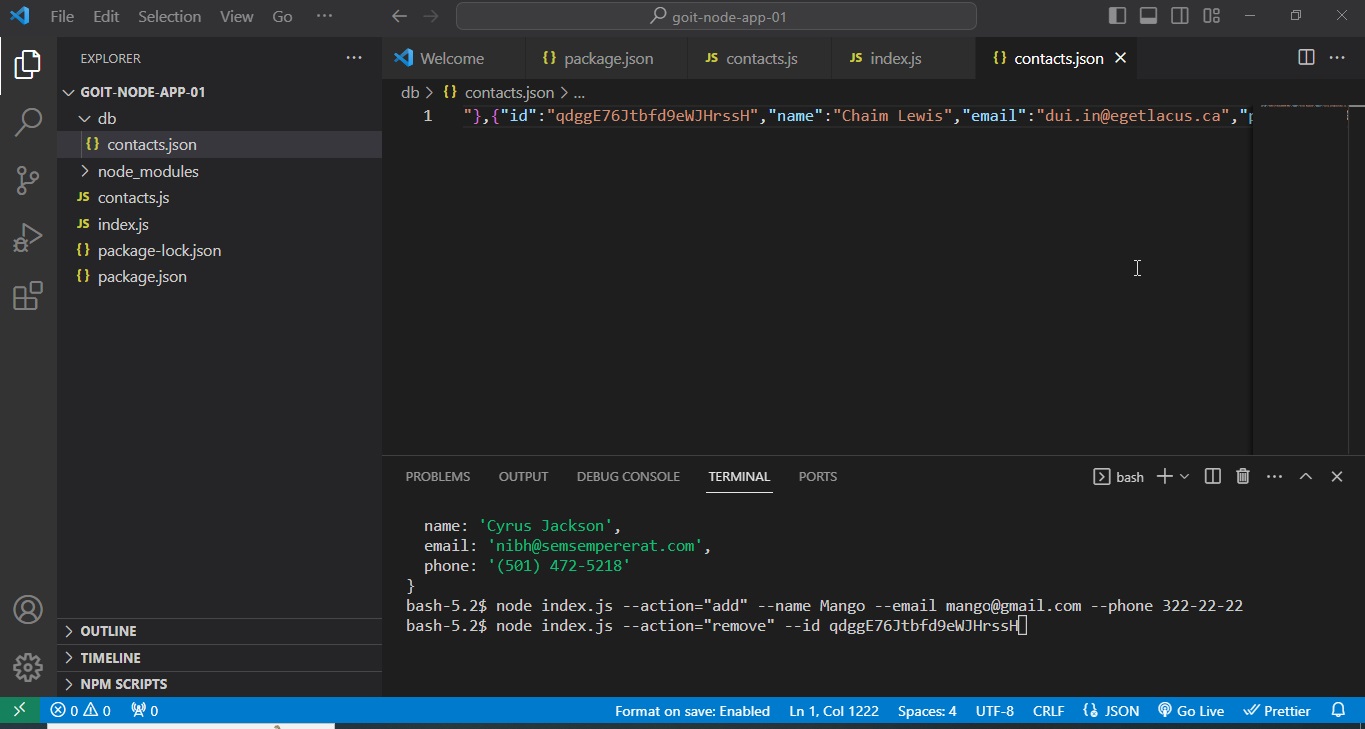 File Edit Selection View Go ··· goit-node-app-01
EXPLORER ···
GOIT-NODE-APP-01
db
{} contacts.json
node_modules
JS contacts.js
JS index.js
{} package-lock.json
{} package.json
OUTLINE
TIMELINE
NPM SCRIPTS
Welcome {} package.json JS contacts.js JS index.js {} contacts.json
db > {} contacts.json > ...
1 "},{"id":"qdggE76Jtbfd9eWJHrssH","name":"Chaim Lewis","email":"dui.in@egetlacus.ca","p
PROBLEMS OUTPUT DEBUG CONSOLE TERMINAL PORTS bash
name: 'Cyrus Jackson',
email: 'nibh@semsempererat.com',
phone: '(501) 472-5218'
}
bash-5.2$ node index.js --action="add" --name Mango --email mango@gmail.com --phone 322-22-22
bash-5.2$ node index.js --action="remove" --id qdggE76Jtbfd9eWJHrssH
0 0 0 Format on save: Enabled Ln 1, Col 1222 Spaces: 4 UTF-8 CRLF {} JSON Go Live Prettier